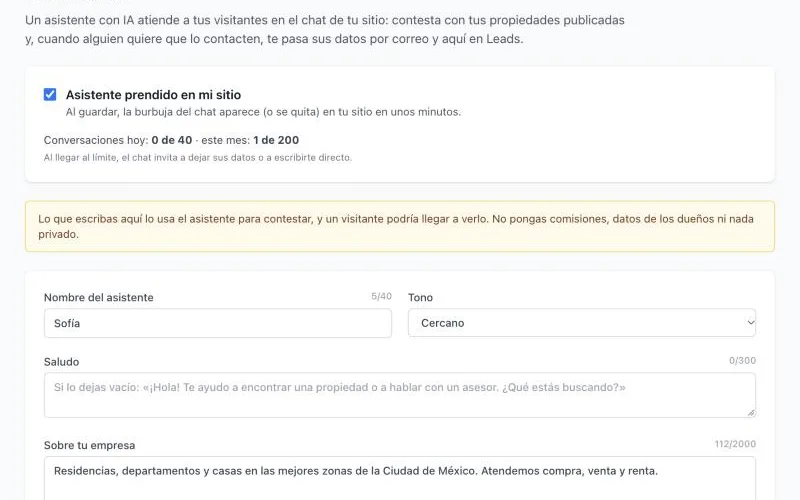 Un asistente con IA atiende a tus visitantes en el chat de tu sitio: contesta con tus propiedades publicadas
y, cuando alguien quiere que lo contacten, te pasa sus datos por correo y aquí en Leads.
Asistente prendido en mi sitio
Al guardar, la burbuja del chat aparece (o se quita) en tu sitio en unos minutos.
Conversaciones hoy: 0 de 40 · este mes: 1 de 200
Al llegar al límite, el chat invita a dejar sus datos o a escribirte directo.
Lo que escribas aquí lo usa el asistente para contestar, y un visitante podría llegar a verlo. No pongas comisiones, datos de los dueños ni nada
privado.
Nombre del asistente 5/40 Tono
Sofía Cercano
Saludo 0/300
Si lo dejas vacío: «¡Hola! Te ayudo a encontrar una propiedad o a hablar con un asesor. ¿Qué estás buscando?»
Sobre tu empresa 112/2000
Residencias, departamentos y casas en las mejores zonas de la Ciudad de México. Atendemos compra, venta y renta.